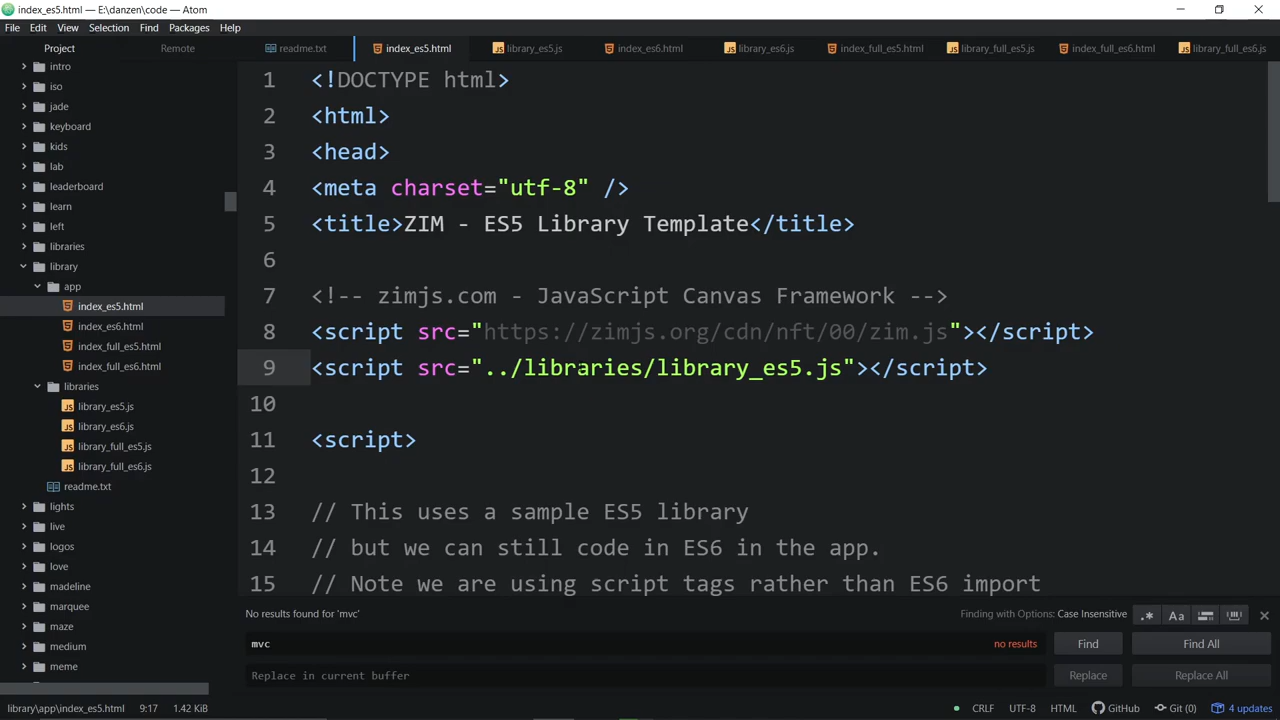 index_es5.html — E:\danzen\code — Atom
File Edit View Selection Find Packages Help
Project Remote
readme.txt index_es5.html library_es5.js index_es6.html library_es6.js index_full_es5.html library_full_es5.js index_full_es6.html library_full_es6.js
intro
iso
jade
keyboard
kids
lab
leaderboard
learn
left
libraries
library
app
index_es5.html
index_es6.html
index_full_es5.html
index_full_es6.html
libraries
library_es5.js
library_es6.js
library_full_es5.js
library_full_es6.js
readme.txt
lights
live
logos
love
madeline
marquee
maze
medium
meme
1 <!DOCTYPE html>
2 <html>
3 <head>
4 <meta charset="utf-8" />
5 <title>ZIM - ES5 Library Template</title>
6
7 <!-- zimjs.com - JavaScript Canvas Framework -->
8 <script src="https://zimjs.org/cdn/nft/00/zim.js"></script>
9 <script src="../libraries/library_es5.js"></script>
10
11 <script>
12
13 // This uses a sample ES5 library
14 // but we can still code in ES6 in the app.
15 // Note we are using script tags rather than ES6 import
No results found for 'mvc' Finding with Options: Case Insensitive .* Aa
mvc no results Find Find All
Replace in current buffer Replace Replace All
library\app\index_es5.html 9:17 1.42 KiB CRLF UTF-8 HTML GitHub Git (0) 4 updates